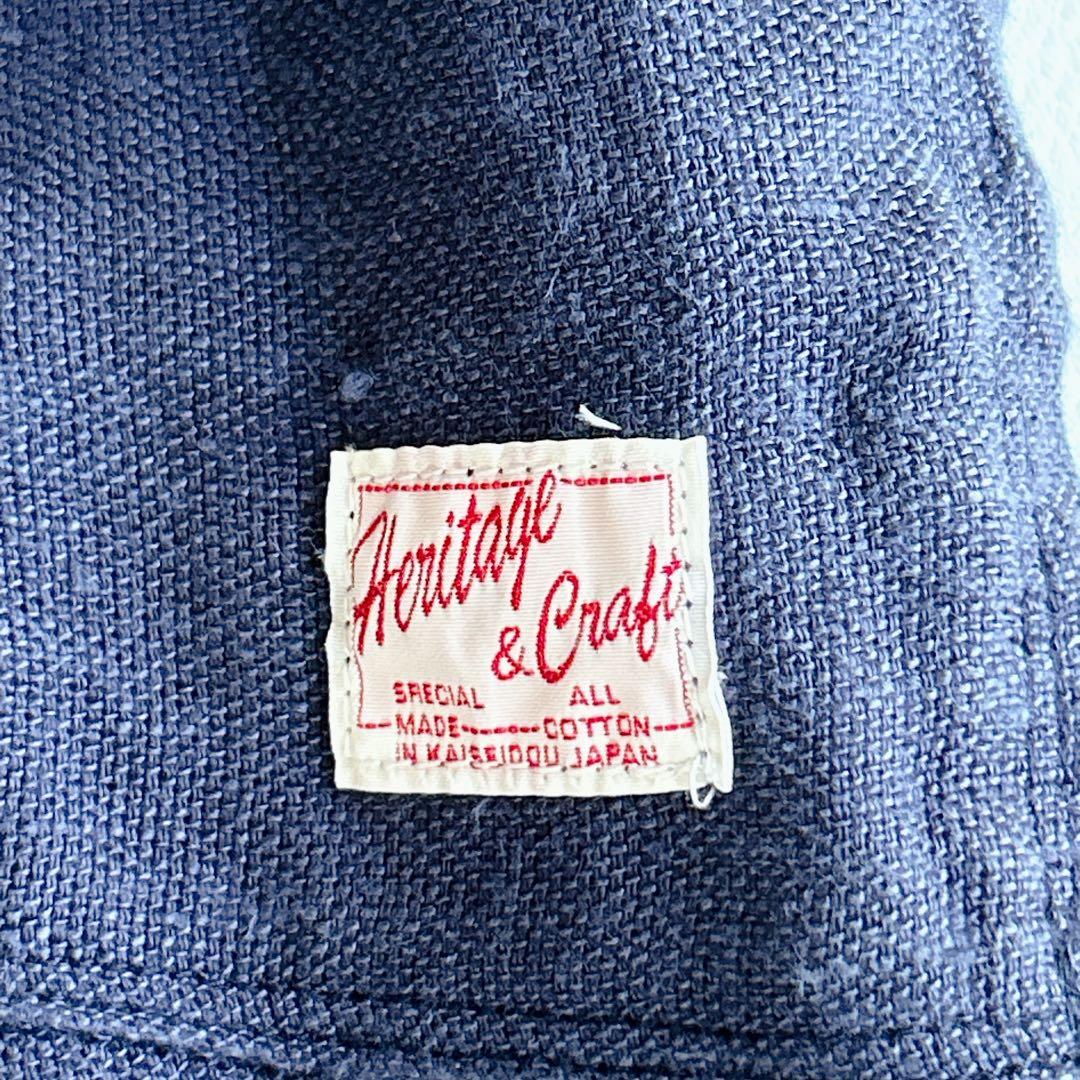 Heritage
& Craft
SPECIAL ALL
MADE COTTON
IN KAISEIDOU JAPAN